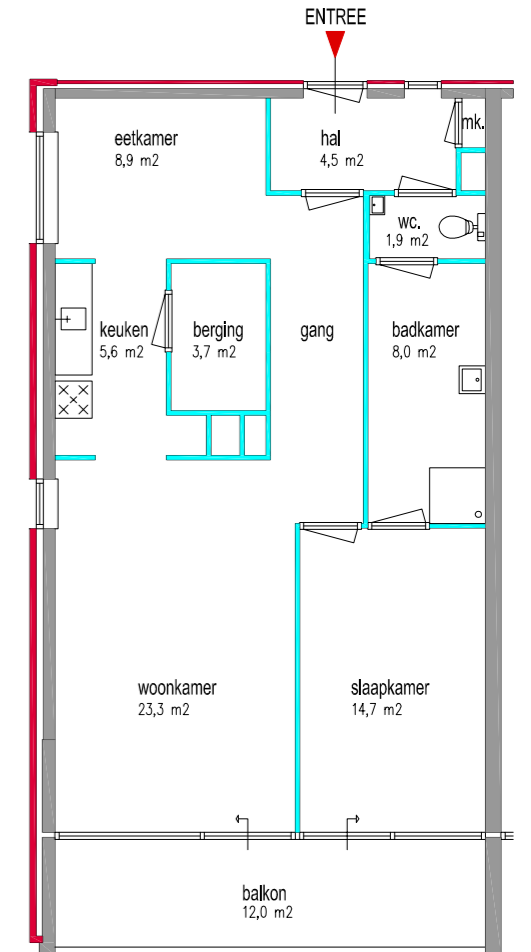 ENTREE
eetkamer
8,9 m2
hal
4,5 m2
mk.
wc.
1,9 m2
keuken
5,6 m2
berging
3,7 m2
gang
badkamer
8,0 m2
woonkamer
23,3 m2
slaapkamer
14,7 m2
balkon
12,0 m2